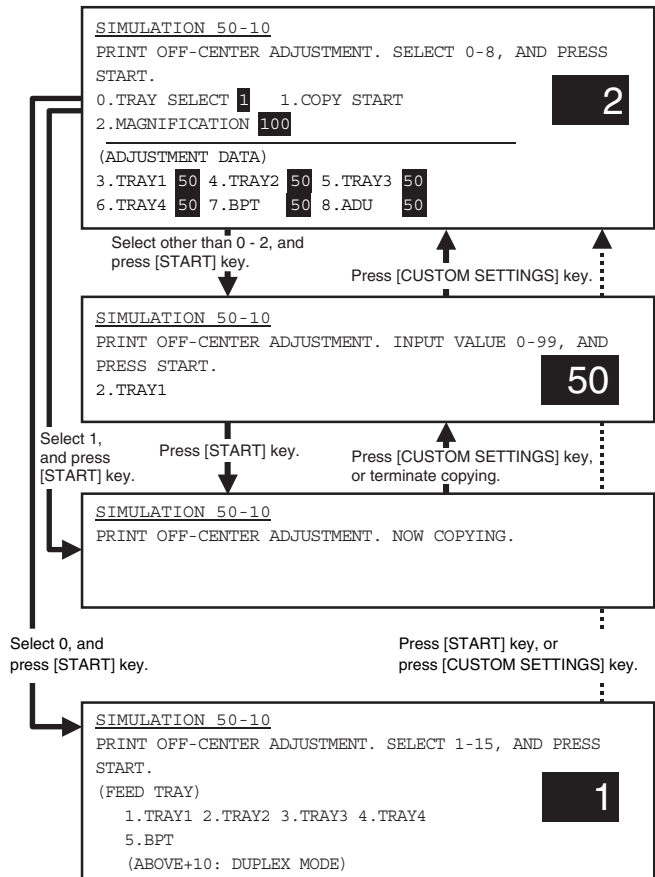 SIMULATION 50-10
PRINT OFF-CENTER ADJUSTMENT. SELECT 0-8, AND PRESS
START.
0.TRAY SELECT 1 1.COPY START
2
2.MAGNIFICATION 100
(ADJUSTMENT DATA)
3.TRAY1 50 4.TRAY2 50 5.TRAY3 50
6.TRAY4 50 7.BPT 50 8.ADU 50
Select other than 0 - 2, and
press [START] key.
Press [CUSTOM SETTINGS] key.
SIMULATION 50-10
PRINT OFF-CENTER ADJUSTMENT. INPUT VALUE 0-99, AND
PRESS START.
2.TRAY1
50
Select 1,
and press
[START] key.
Press [START] key.
Press [CUSTOM SETTINGS] key,
or terminate copying.
SIMULATION 50-10
PRINT OFF-CENTER ADJUSTMENT. NOW COPYING.
Select 0, and
press [START] key.
Press [START] key, or
press [CUSTOM SETTINGS] key.
SIMULATION 50-10
PRINT OFF-CENTER ADJUSTMENT. SELECT 1-15, AND PRESS
START.
(FEED TRAY)
1
1.TRAY1 2.TRAY2 3.TRAY3 4.TRAY4
5.BPT
(ABOVE+10: DUPLEX MODE)